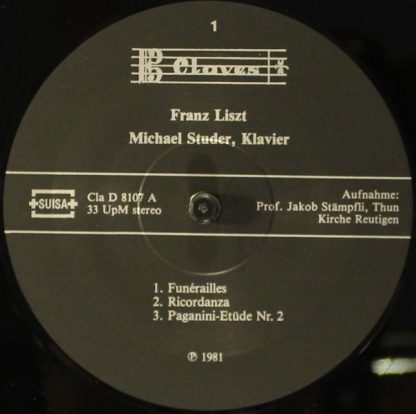 1
Claves
Franz Liszt
Michael Studer, Klavier
SUISA
Cla D 8107 A
33 UpM stereo
Aufnahme:
Prof. Jakob Stämpfli, Thun
Kirche Reutigen
1. Funérailles
2. Ricordanza
3. Paganini-Etüde Nr. 2
℗ 1981